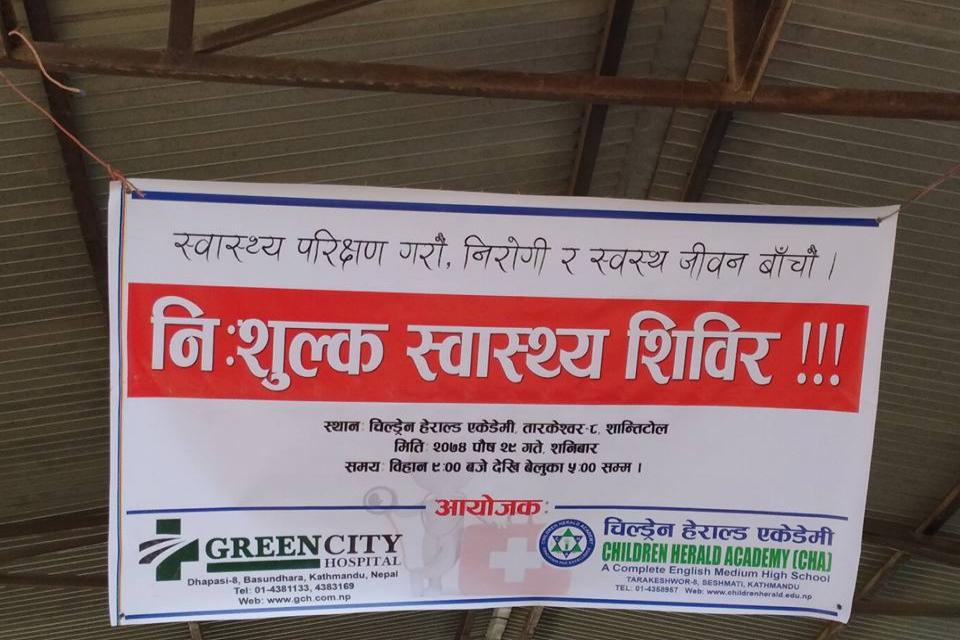 स्वास्थ्य परिक्षण गरौं, निरोगी र स्वस्थ जीवन बाँचौं ।
निःशुल्क स्वास्थ्य शिविर !!!
स्थानः चिल्ड्रेन हेराल्ड एकेडेमी, तारकेश्वर-८, शान्तिटोल
मितिः २०७४ पौष २९ गते, शनिबार
समयः विहान ९:०० बजे देखि बेलुका ५:०० सम्म ।
आयोजकः
GREEN CITY
HOSPITAL
Dhapasi-8, Basundhara, Kathmandu, Nepal
Tel: 01-4381133, 4383169
Web: www.gch.com.np
चिल्ड्रेन हेराल्ड एकेडेमी
CHILDREN HERALD ACADEMY (CHA)
A Complete English Medium High School
TARAKESHWOR-8, SESHMATI, KATHMANDU
TEL: 01-4358957 Web: www.childrenherald.edu.np